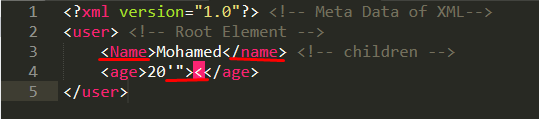 1 <?xml version="1.0"?> <!-- Meta Data of XML-->
2 <user> <!-- Root Element -->
3 <Name>Mohamed</name> <!-- children -->
4 <age>20'"><</age>
5 </user>